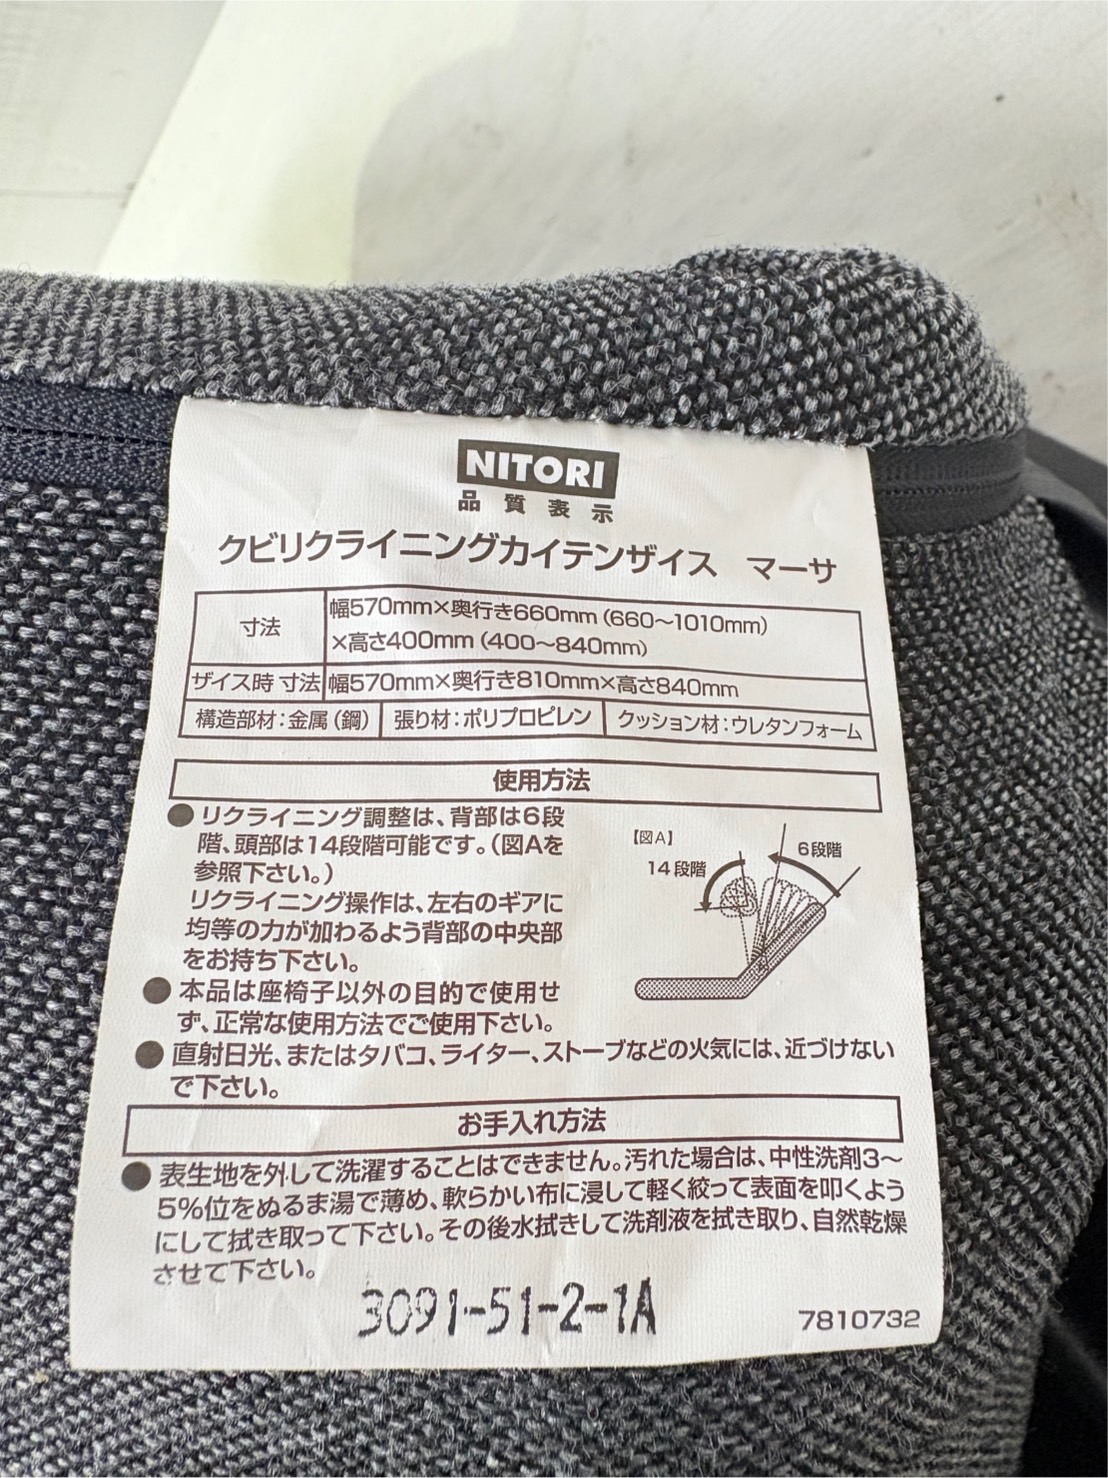 NITORI
品質表示
クビリクライニングカイテンザイス マーサ
寸法
幅570mm×奥行き660mm(660〜1010mm)
×高さ400mm(400〜840mm)
ザイス時 寸法 幅570mm×奥行き810mm×高さ840mm
構造部材:金属(鋼) 張り材:ポリプロピレン クッション材:ウレタンフォーム
使用方法
●リクライニング調整は、背部は6段
階、頭部は14段階可能です。(図Aを
参照下さい。)
リクライニング操作は、左右のギアに
均等の力が加わるよう背部の中央部
をお持ち下さい。
【図A】
14段階
6段階
●本品は座椅子以外の目的で使用せ
ず、正常な使用方法でご使用下さい。
●直射日光、またはタバコ、ライター、ストーブなどの火気には、近づけない
で下さい。
お手入れ方法
●表生地を外して洗濯することはできません。汚れた場合は、中性洗剤3〜
5%位をぬるま湯で薄め、軟らかい布に浸して軽く絞って表面を叩くよう
にして拭き取って下さい。その後水拭きして洗剤液を拭き取り、自然乾燥
させて下さい。
3091-51-2-1A
7810732